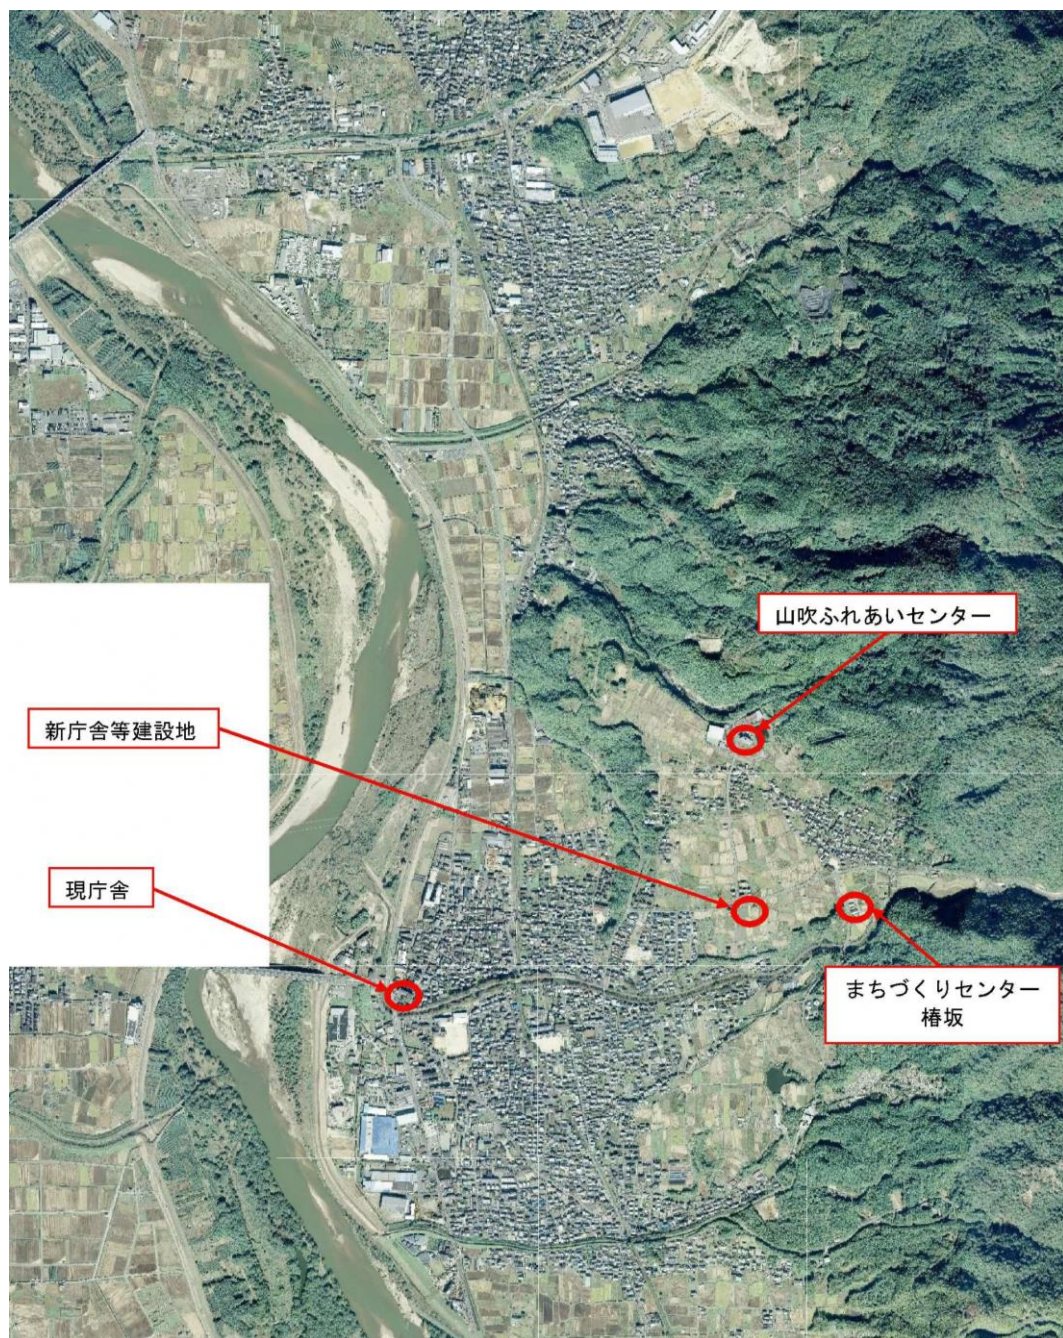 山吹ふれあいセンター
新庁舎等建設地
現庁舎
まちづくりセンター
椿坂